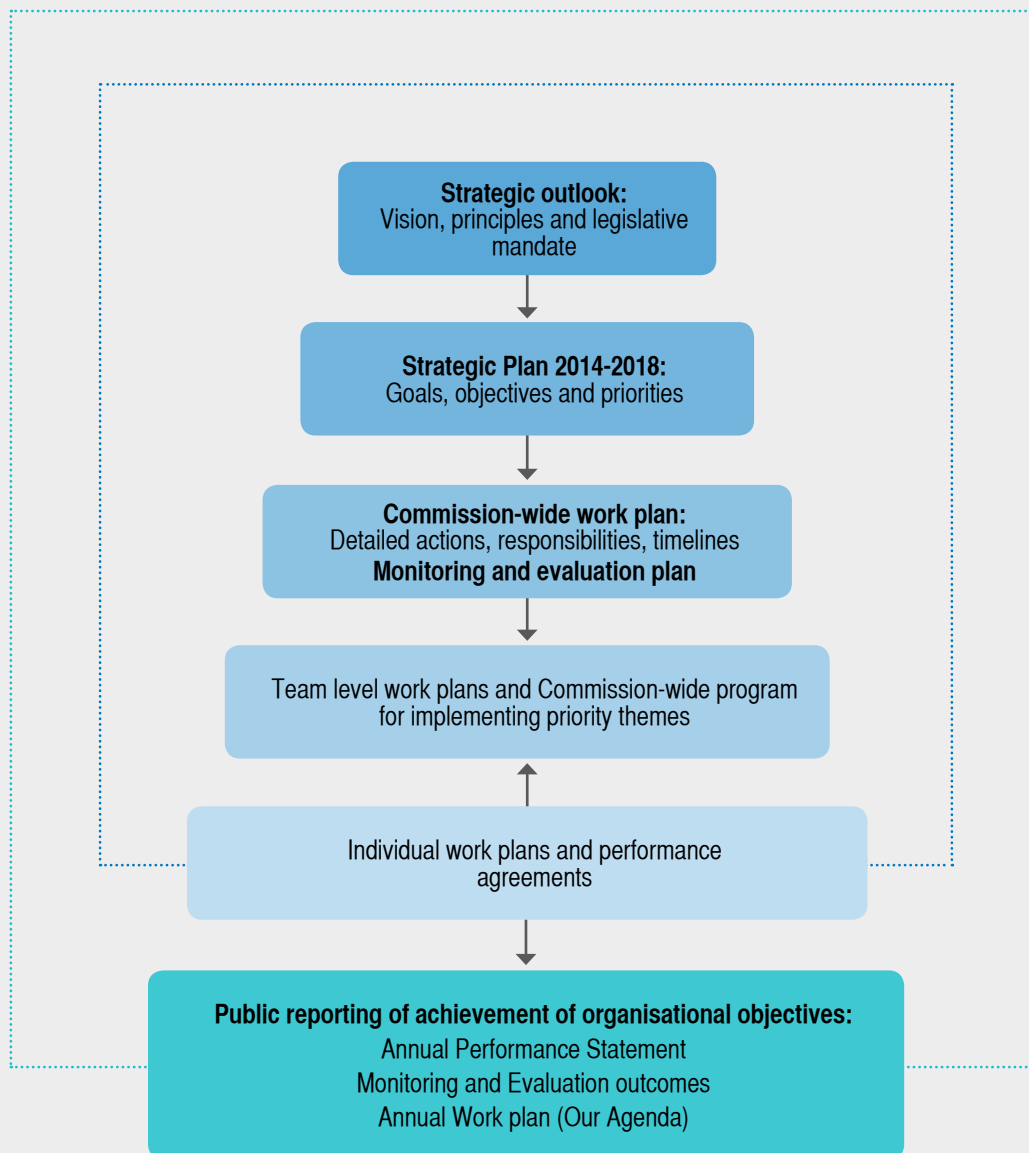 Strategic outlook:
Vision, principles and legislative
mandate
Strategic Plan 2014-2018:
Goals, objectives and priorities
Commission-wide work plan:
Detailed actions, responsibilities, timelines
Monitoring and evaluation plan
Team level work plans and Commission-wide program
for implementing priority themes
Individual work plans and performance
agreements
Public reporting of achievement of organisational objectives:
Annual Performance Statement
Monitoring and Evaluation outcomes
Annual Work plan (Our Agenda)